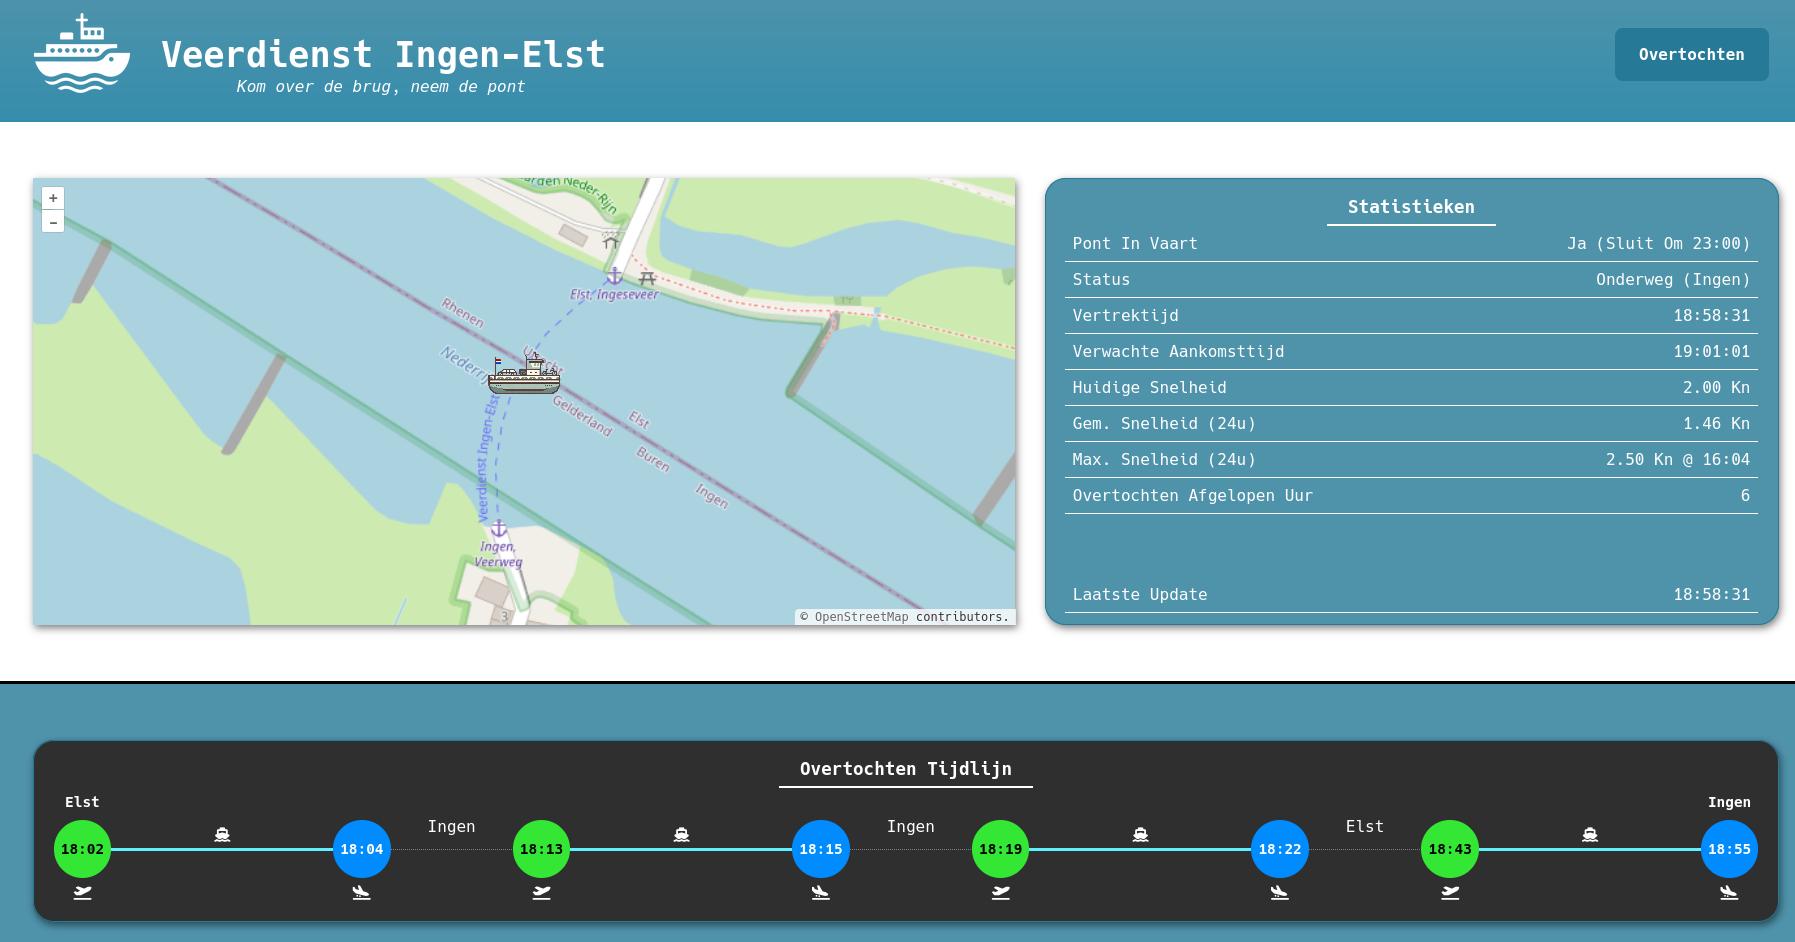 Veerdienst Ingen-Elst
Kom over de brug, neem de pont
Overtochten
+
-
Elst, Ingeseveer
Rhenen
Gelderland
Elst
Buren
Ingen
Veerdienst Ingen-Elst
Ingen,
Veerweg
3
© OpenStreetMap contributors.
Statistieken
Pont In Vaart Ja (Sluit Om 23:00)
Status Onderweg (Ingen)
Vertrektijd 18:58:31
Verwachte Aankomsttijd 19:01:01
Huidige Snelheid 2.00 Kn
Gem. Snelheid (24u) 1.46 Kn
Max. Snelheid (24u) 2.50 Kn @ 16:04
Overtochten Afgelopen Uur 6
Laatste Update 18:58:31
Overtochten Tijdlijn
Elst Ingen
Ingen Ingen Elst
18:02 18:04 18:13 18:15 18:19 18:22 18:43 18:55